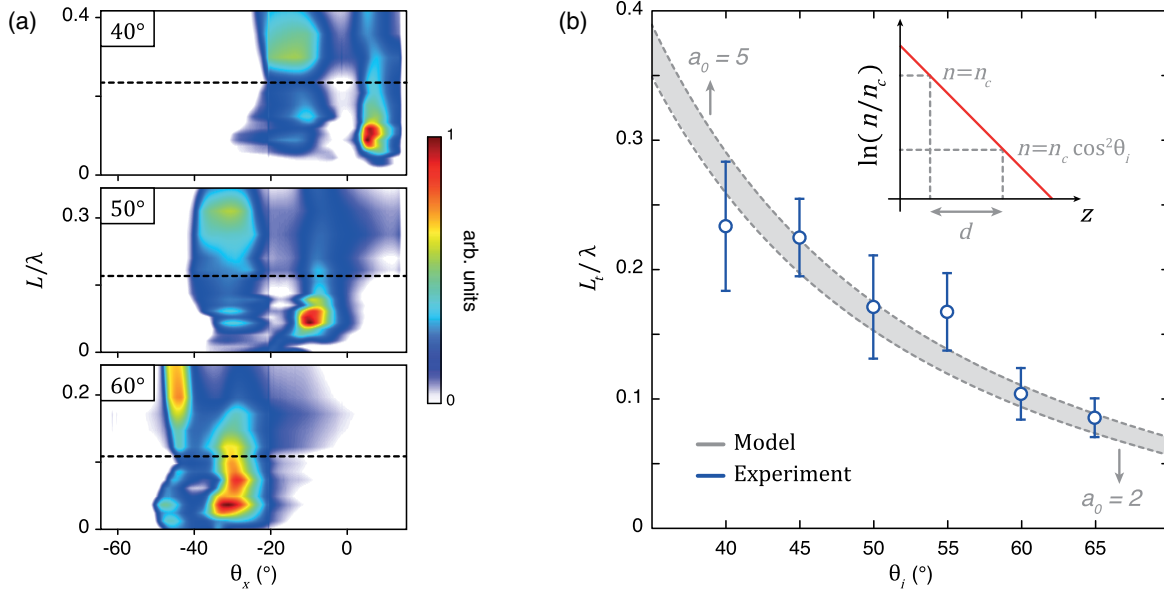 (a)
40°
0.4
0
50°
0.3
0
60°
0.2
0
L/λ
-60
-40
-20
0
θx (°)
1
arb. units
0
(b)
0.4
0.3
0.2
0.1
0
Lt / λ
a0 = 5
ln( n/nc )
n=nc
n=nc cos²θi
d
z
Model
Experiment
a0 = 2
40
45
50
55
60
65
θi (°)